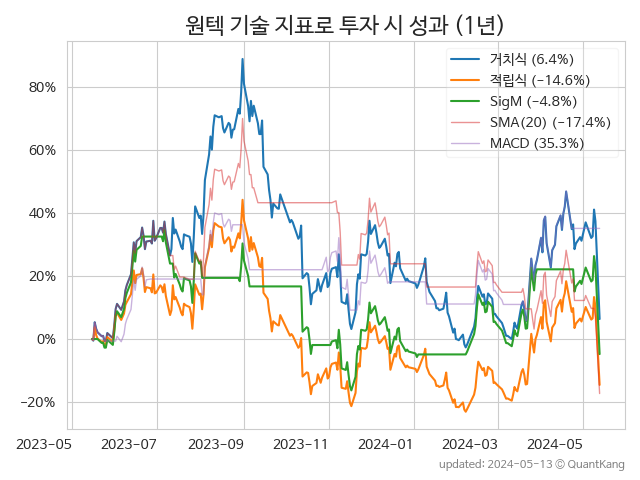 원텍 기술 지표로 투자 시 성과 (1년)
거치식 (6.4%)
적립식 (−14.6%)
SigM (−4.8%)
SMA(20) (−17.4%)
MACD (35.3%)
80%
60%
40%
20%
0%
−20%
2023-05 2023-07 2023-09 2023-11 2024-01 2024-03 2024-05
updated: 2024-05-13 © QuantKang